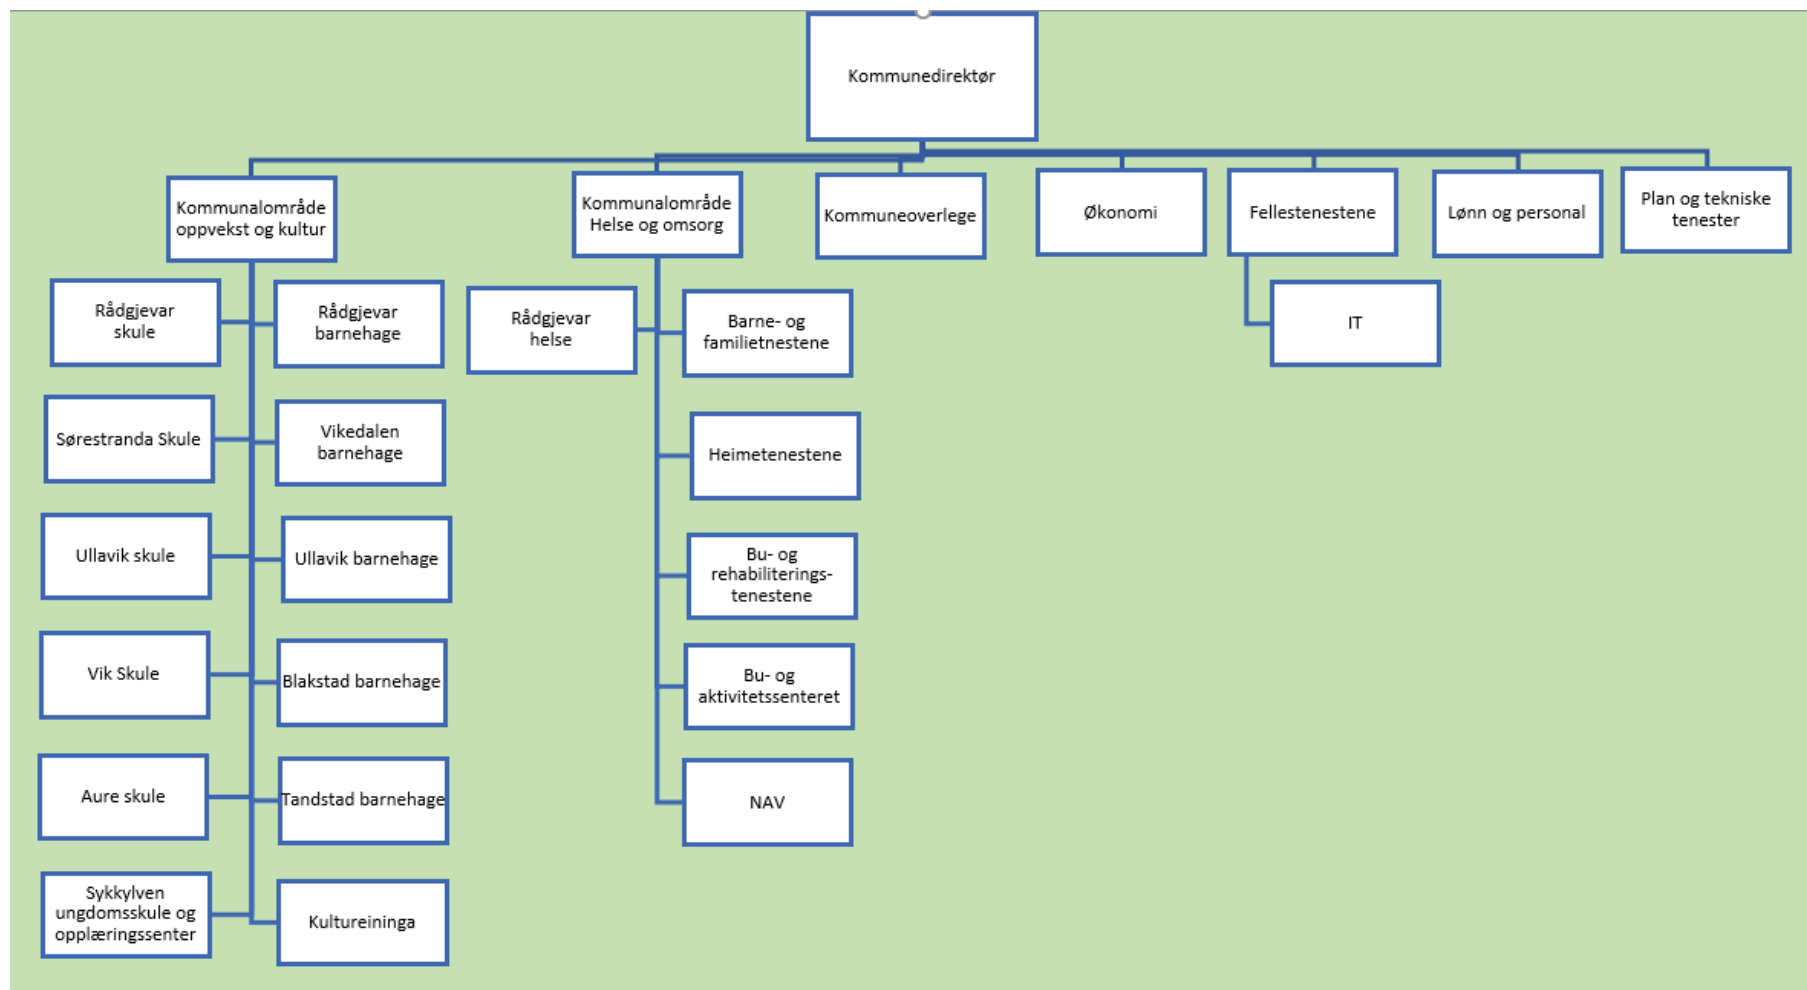 Kommunedirektør
Kommunalområde
oppvekst og kultur
Kommunalområde
Helse og omsorg
Kommuneoverlege
Økonomi
Fellestenestene
Lønn og personal
Plan og tekniske
tenester
Rådgjevar
skule
Rådgjevar
barnehage
Rådgjevar
helse
Barne- og
familietnestene
IT
Sørestranda Skule
Vikedalen
barnehage
Heimetenestene
Ullavik skule
Ullavik barnehage
Bu- og
rehabiliterings-
tenestene
Vik Skule
Blakstad barnehage
Bu- og
aktivitetssenteret
Aure skule
Tandstad barnehage
NAV
Sykkylven
ungdomsskule og
opplæringssenter
Kultureininga